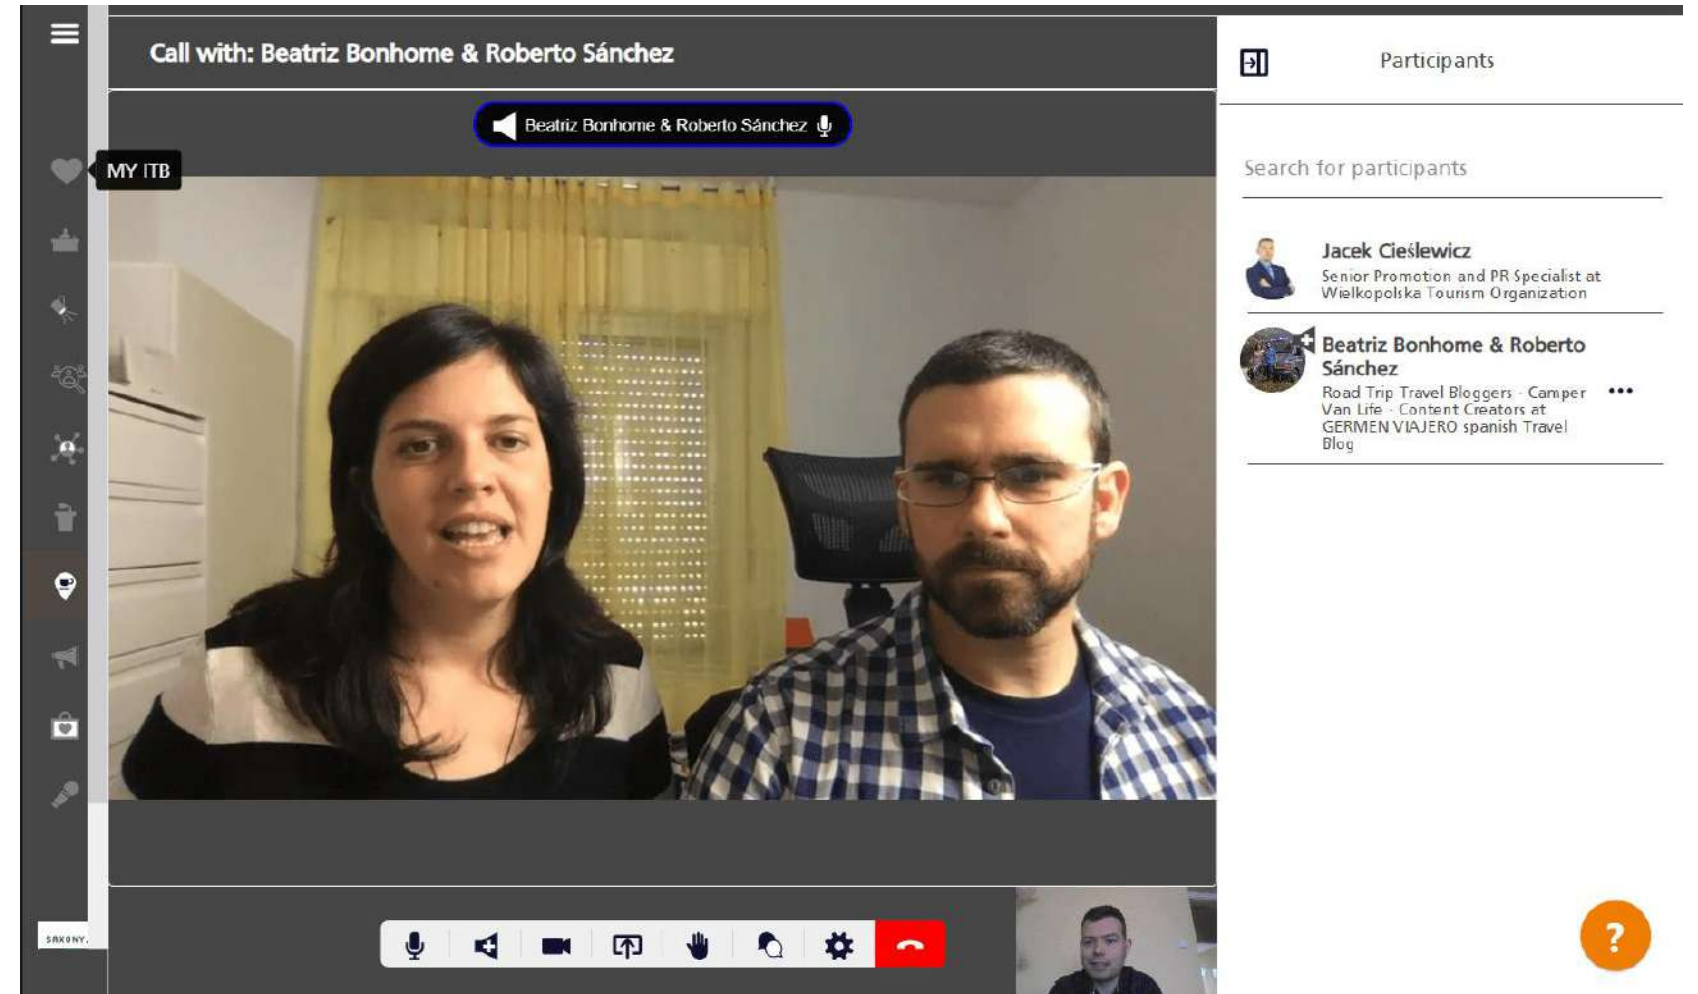 Call with: Beatriz Bonhome & Roberto Sánchez
Beatriz Bonhome & Roberto Sánchez
MY ITB
SAXONY.
Participants
Search for participants
Jacek Cieślewicz
Senior Promotion and PR Specialist at
Wielkopolska Tourism Organization
Beatriz Bonhome & Roberto
Sánchez
Road Trip Travel Bloggers - Camper
Van Life - Content Creators at
GERMEN VIAJERO spanish Travel
Blog
?